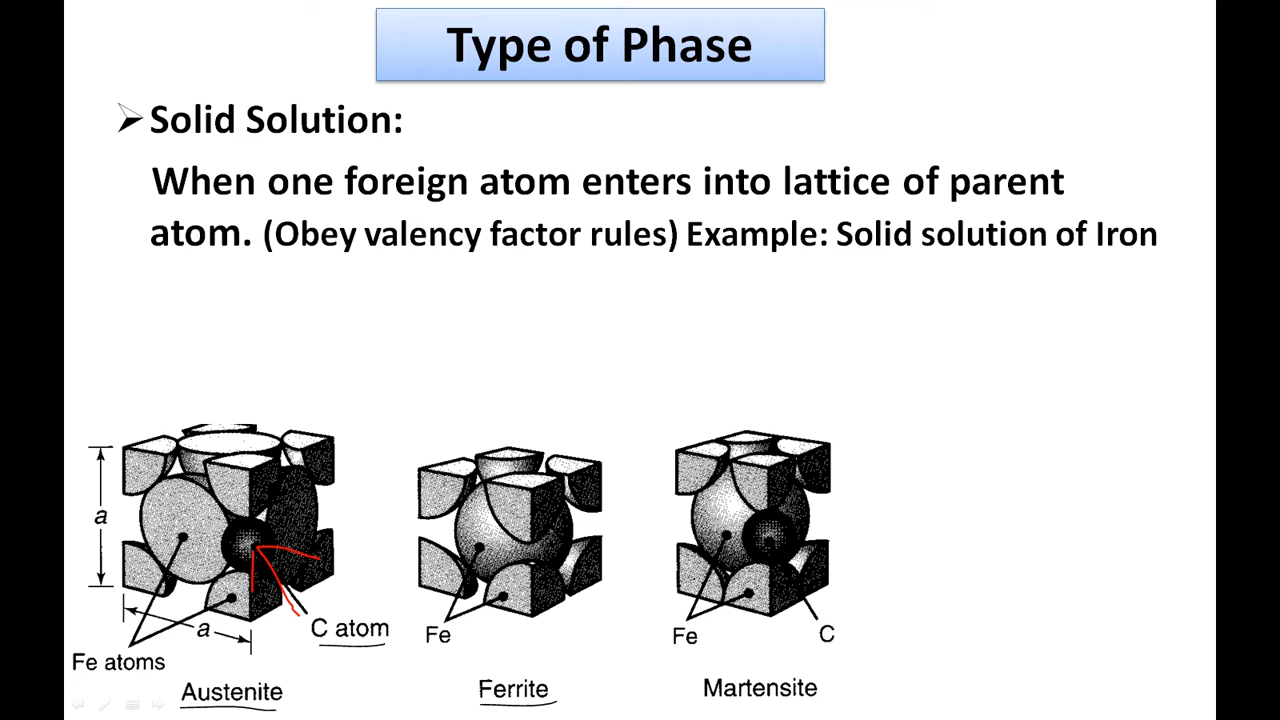 Type of Phase
Solid Solution:
When one foreign atom enters into lattice of parent
atom. (Obey valency factor rules) Example: Solid solution of Iron
a
a
C atom
Fe atoms
Austenite
Fe
Ferrite
Fe
C
Martensite